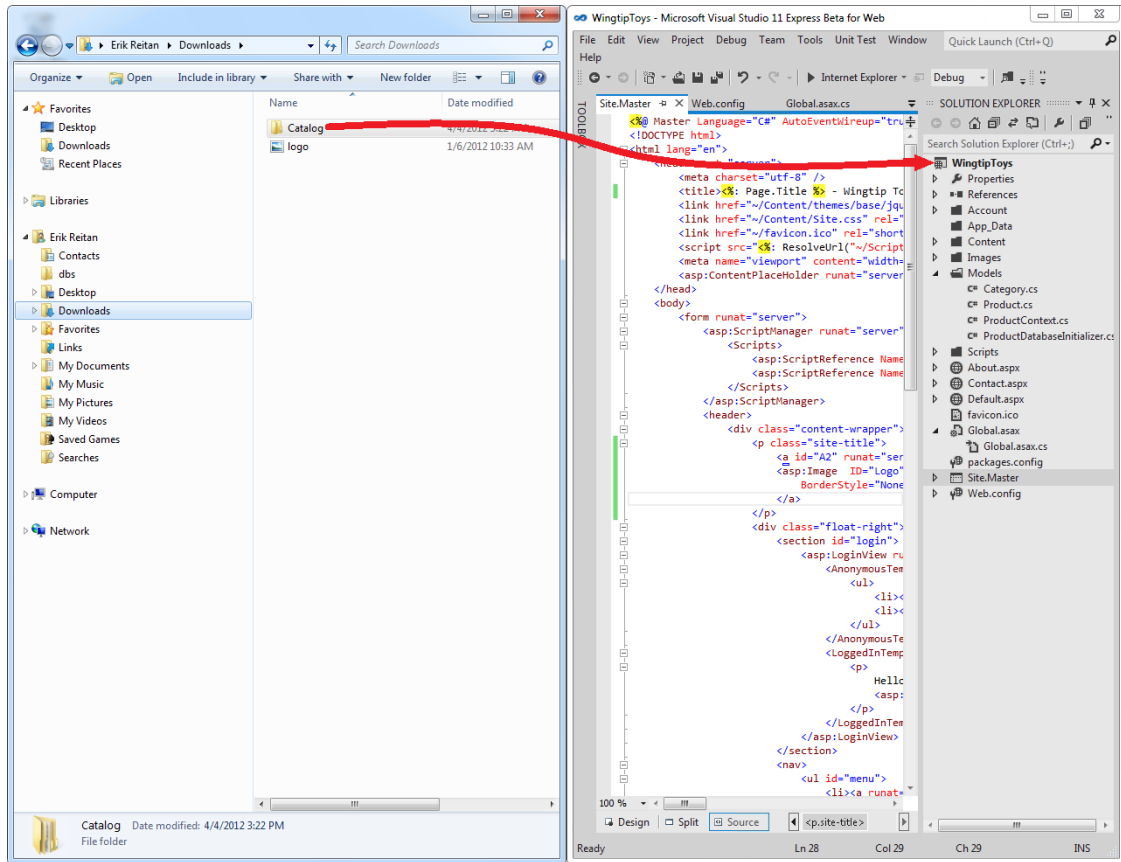 Erik Reitan Downloads
Search Downloads
Organize Open Include in library Share with New folder
Favorites
Desktop
Downloads
Recent Places
Libraries
Erik Reitan
Contacts
dbs
Desktop
Downloads
Favorites
Links
My Documents
My Music
My Pictures
My Videos
Saved Games
Searches
Computer
Network
Name Date modified
Catalog
logo 1/6/2012 10:33 AM
Catalog Date modified: 4/4/2012 3:22 PM
File folder
WingtipToys - Microsoft Visual Studio 11 Express Beta for Web
File Edit View Project Debug Team Tools Unit Test Window
Help
Quick Launch (Ctrl+Q)
Internet Explorer Debug
TOOLBOX
Site.Master Web.config Global.asax.cs
<%@ Master Language="C#" AutoEventWireup="tru
<!DOCTYPE html>
<html lang="en">
"server">
<meta charset="utf-8" />
<title><%: Page.Title %> - Wingtip To
<link href="~/Content/themes/base/jqu
<link href="~/Content/Site.css" rel="
<link href="~/favicon.ico" rel="short
<script src="<%: ResolveUrl("~/Script
<meta name="viewport" content="width=
<asp:ContentPlaceHolder runat="server
</head>
<body>
<form runat="server">
<asp:ScriptManager runat="server"
<Scripts>
<asp:ScriptReference Name
<asp:ScriptReference Name
</Scripts>
</asp:ScriptManager>
<header>
<div class="content-wrapper">
<p class="site-title">
<a id="A2" runat="ser
<asp:Image ID="Logo"
BorderStyle="None
</a>
</p>
<div class="float-right">
<section id="login">
<asp:LoginView ru
<AnonymousTem
<ul>
<li><
<li><
</ul>
</AnonymousTe
<LoggedInTemp
<p>
Hello
<asp:
</p>
</LoggedInTem
</asp:LoginView>
</section>
<nav>
<ul id="menu">
<li><a runat=
100 %
Design Split Source <p.site-title>
SOLUTION EXPLORER
Search Solution Explorer (Ctrl+;)
WingtipToys
Properties
References
Account
App_Data
Content
Images
Models
C# Category.cs
C# Product.cs
C# ProductContext.cs
C# ProductDatabaseInitializer.cs
Scripts
About.aspx
Contact.aspx
Default.aspx
favicon.ico
Global.asax
Global.asax.cs
packages.config
Site.Master
Web.config
Ready Ln 28 Col 29 Ch 29 INS